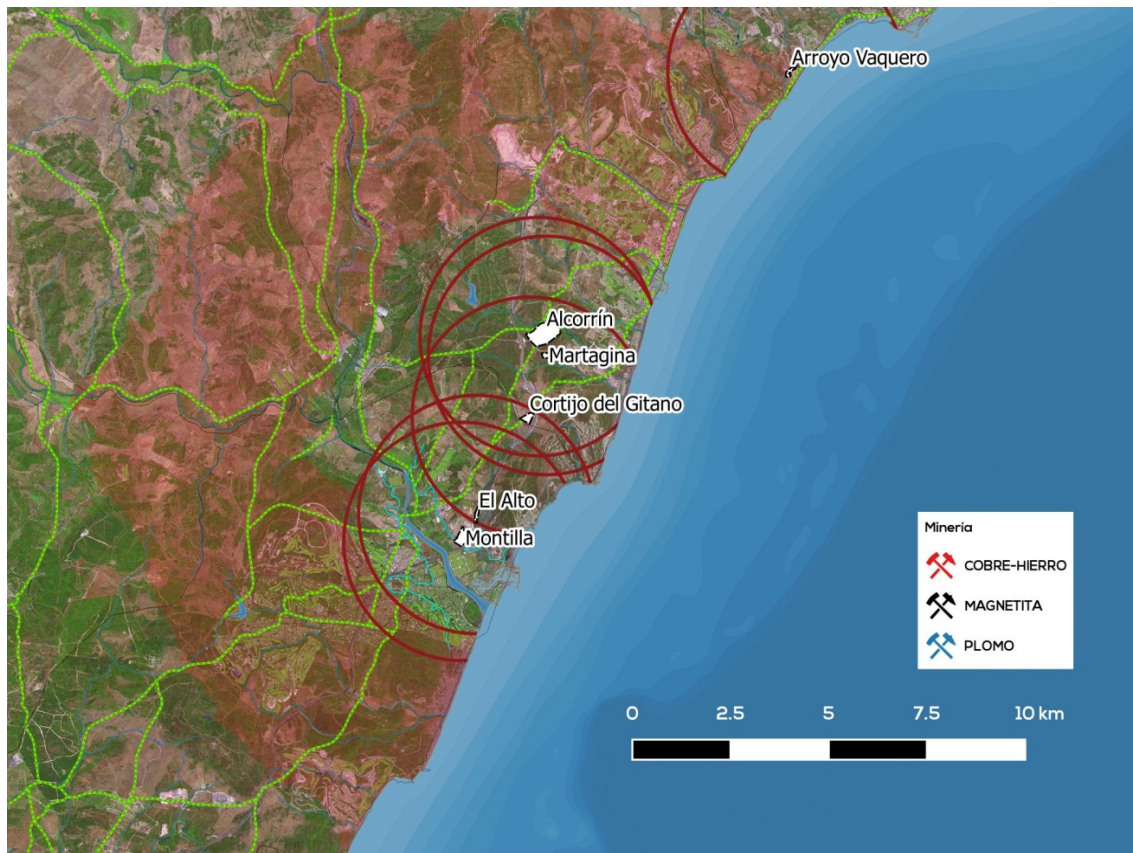 Arroyo Vaquero
Alcorrín
Martagina
Cortijo del Gitano
El Alto
Montilla
Minería
COBRE-HIERRO
MAGNETITA
PLOMO
0 2.5 5 7.5 10 km